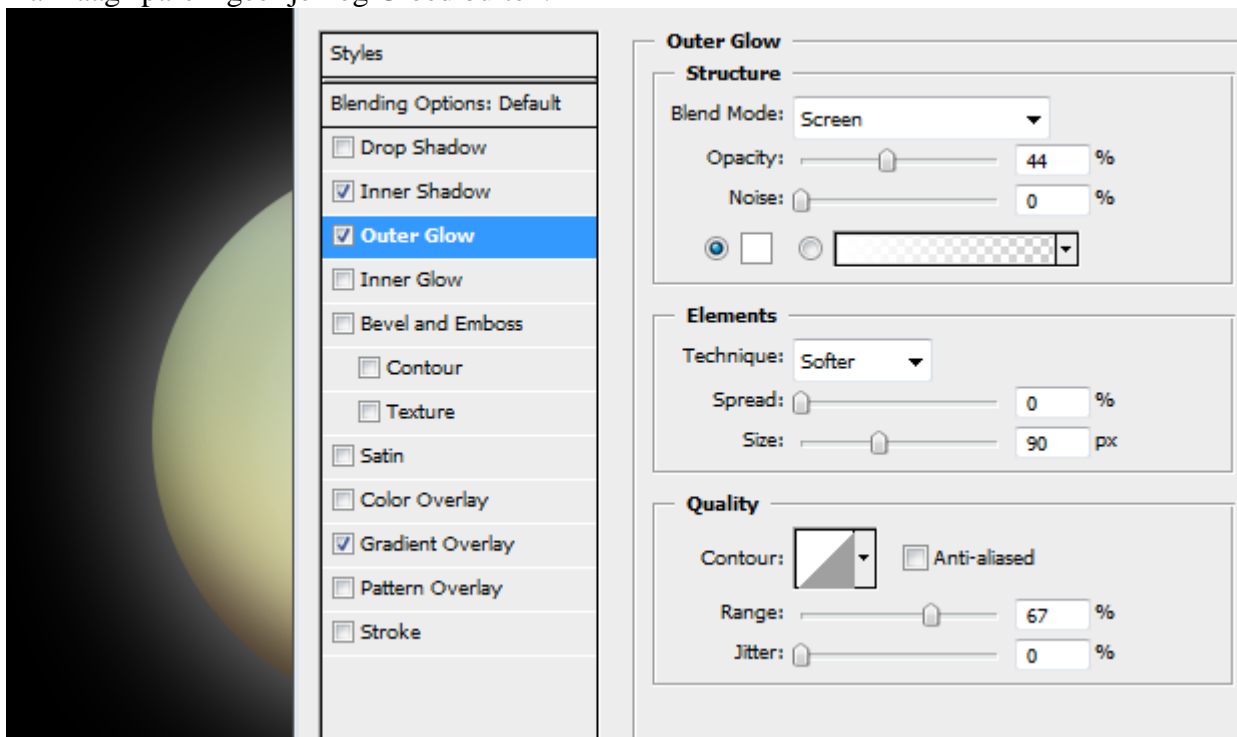 Styles
Blending Options: Default
Drop Shadow
Inner Shadow
Outer Glow
Inner Glow
Bevel and Emboss
Contour
Texture
Satin
Color Overlay
Gradient Overlay
Pattern Overlay
Stroke
Outer Glow
Structure
Blend Mode: Screen
Opacity: 44 %
Noise: 0 %
Elements
Technique: Softer
Spread: 0 %
Size: 90 px
Quality
Contour: Anti-aliased
Range: 67 %
Jitter: 0 %